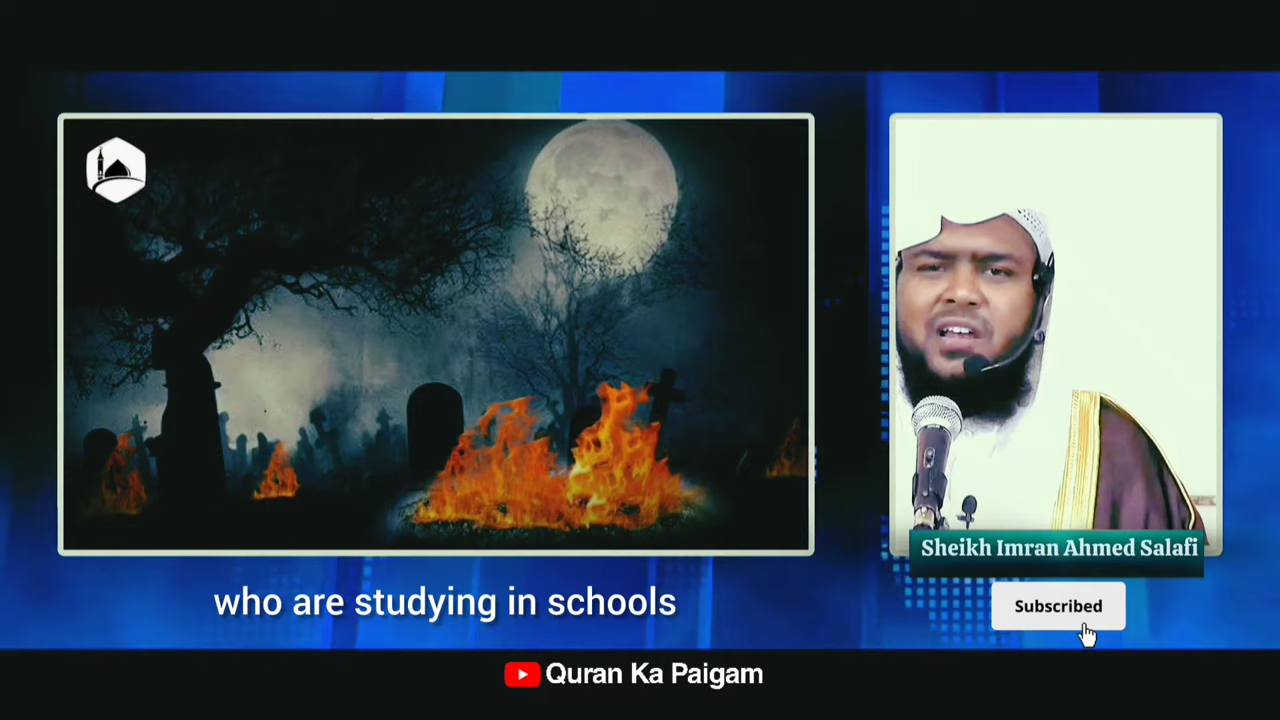 Sheikh Imran Ahmed Salafi
who are studying in schools
Subscribed
Quran Ka Paigam